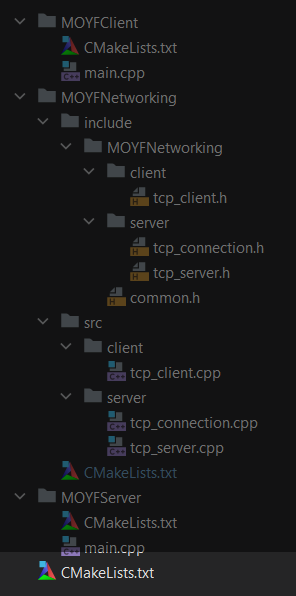 MOYFClient
CMakeLists.txt
main.cpp
MOYFNetworking
include
MOYFNetworking
client
tcp_client.h
server
tcp_connection.h
tcp_server.h
common.h
src
client
tcp_client.cpp
server
tcp_connection.cpp
tcp_server.cpp
CMakeLists.txt
MOYFServer
CMakeLists.txt
main.cpp
CMakeLists.txt